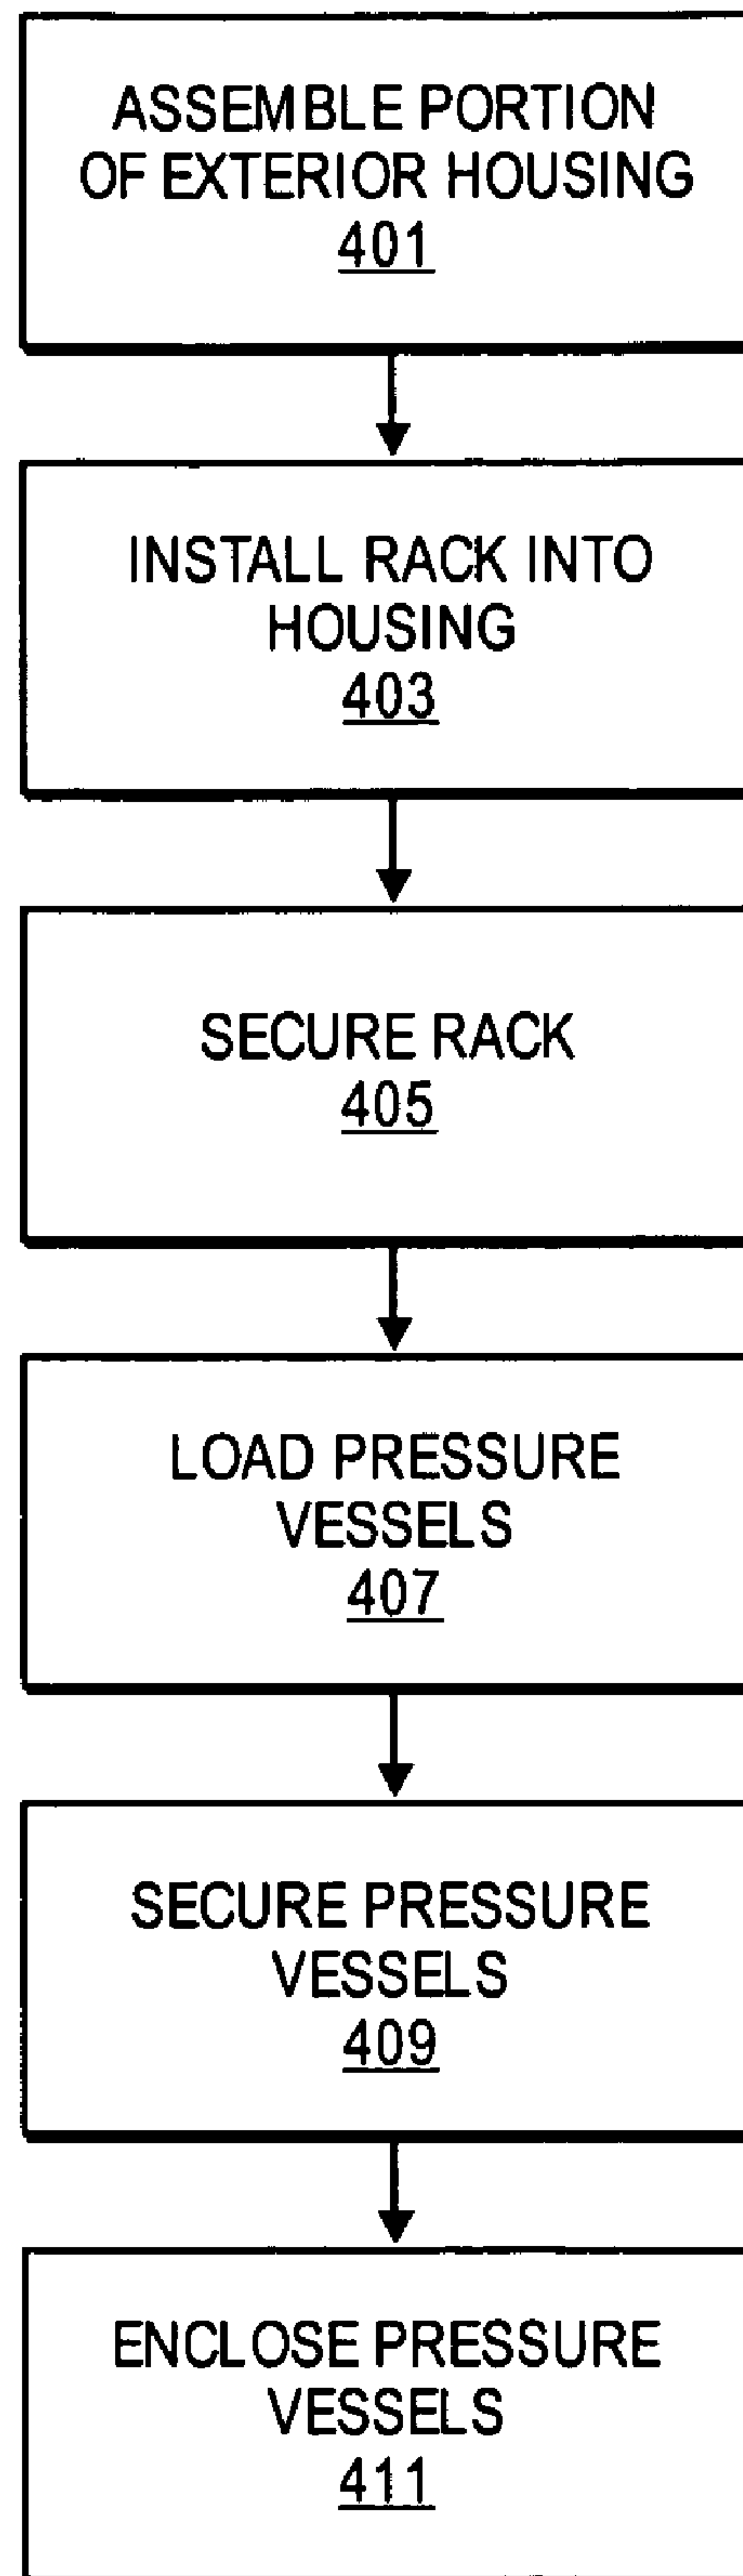 ASSEMBLE PORTION
OF EXTERIOR HOUSING
401
INSTALL RACK INTO
HOUSING
403
SECURE RACK
405
LOAD PRESSURE
VESSELS
407
SECURE PRESSURE
VESSELS
409
ENCLOSE PRESSURE
VESSELS
411